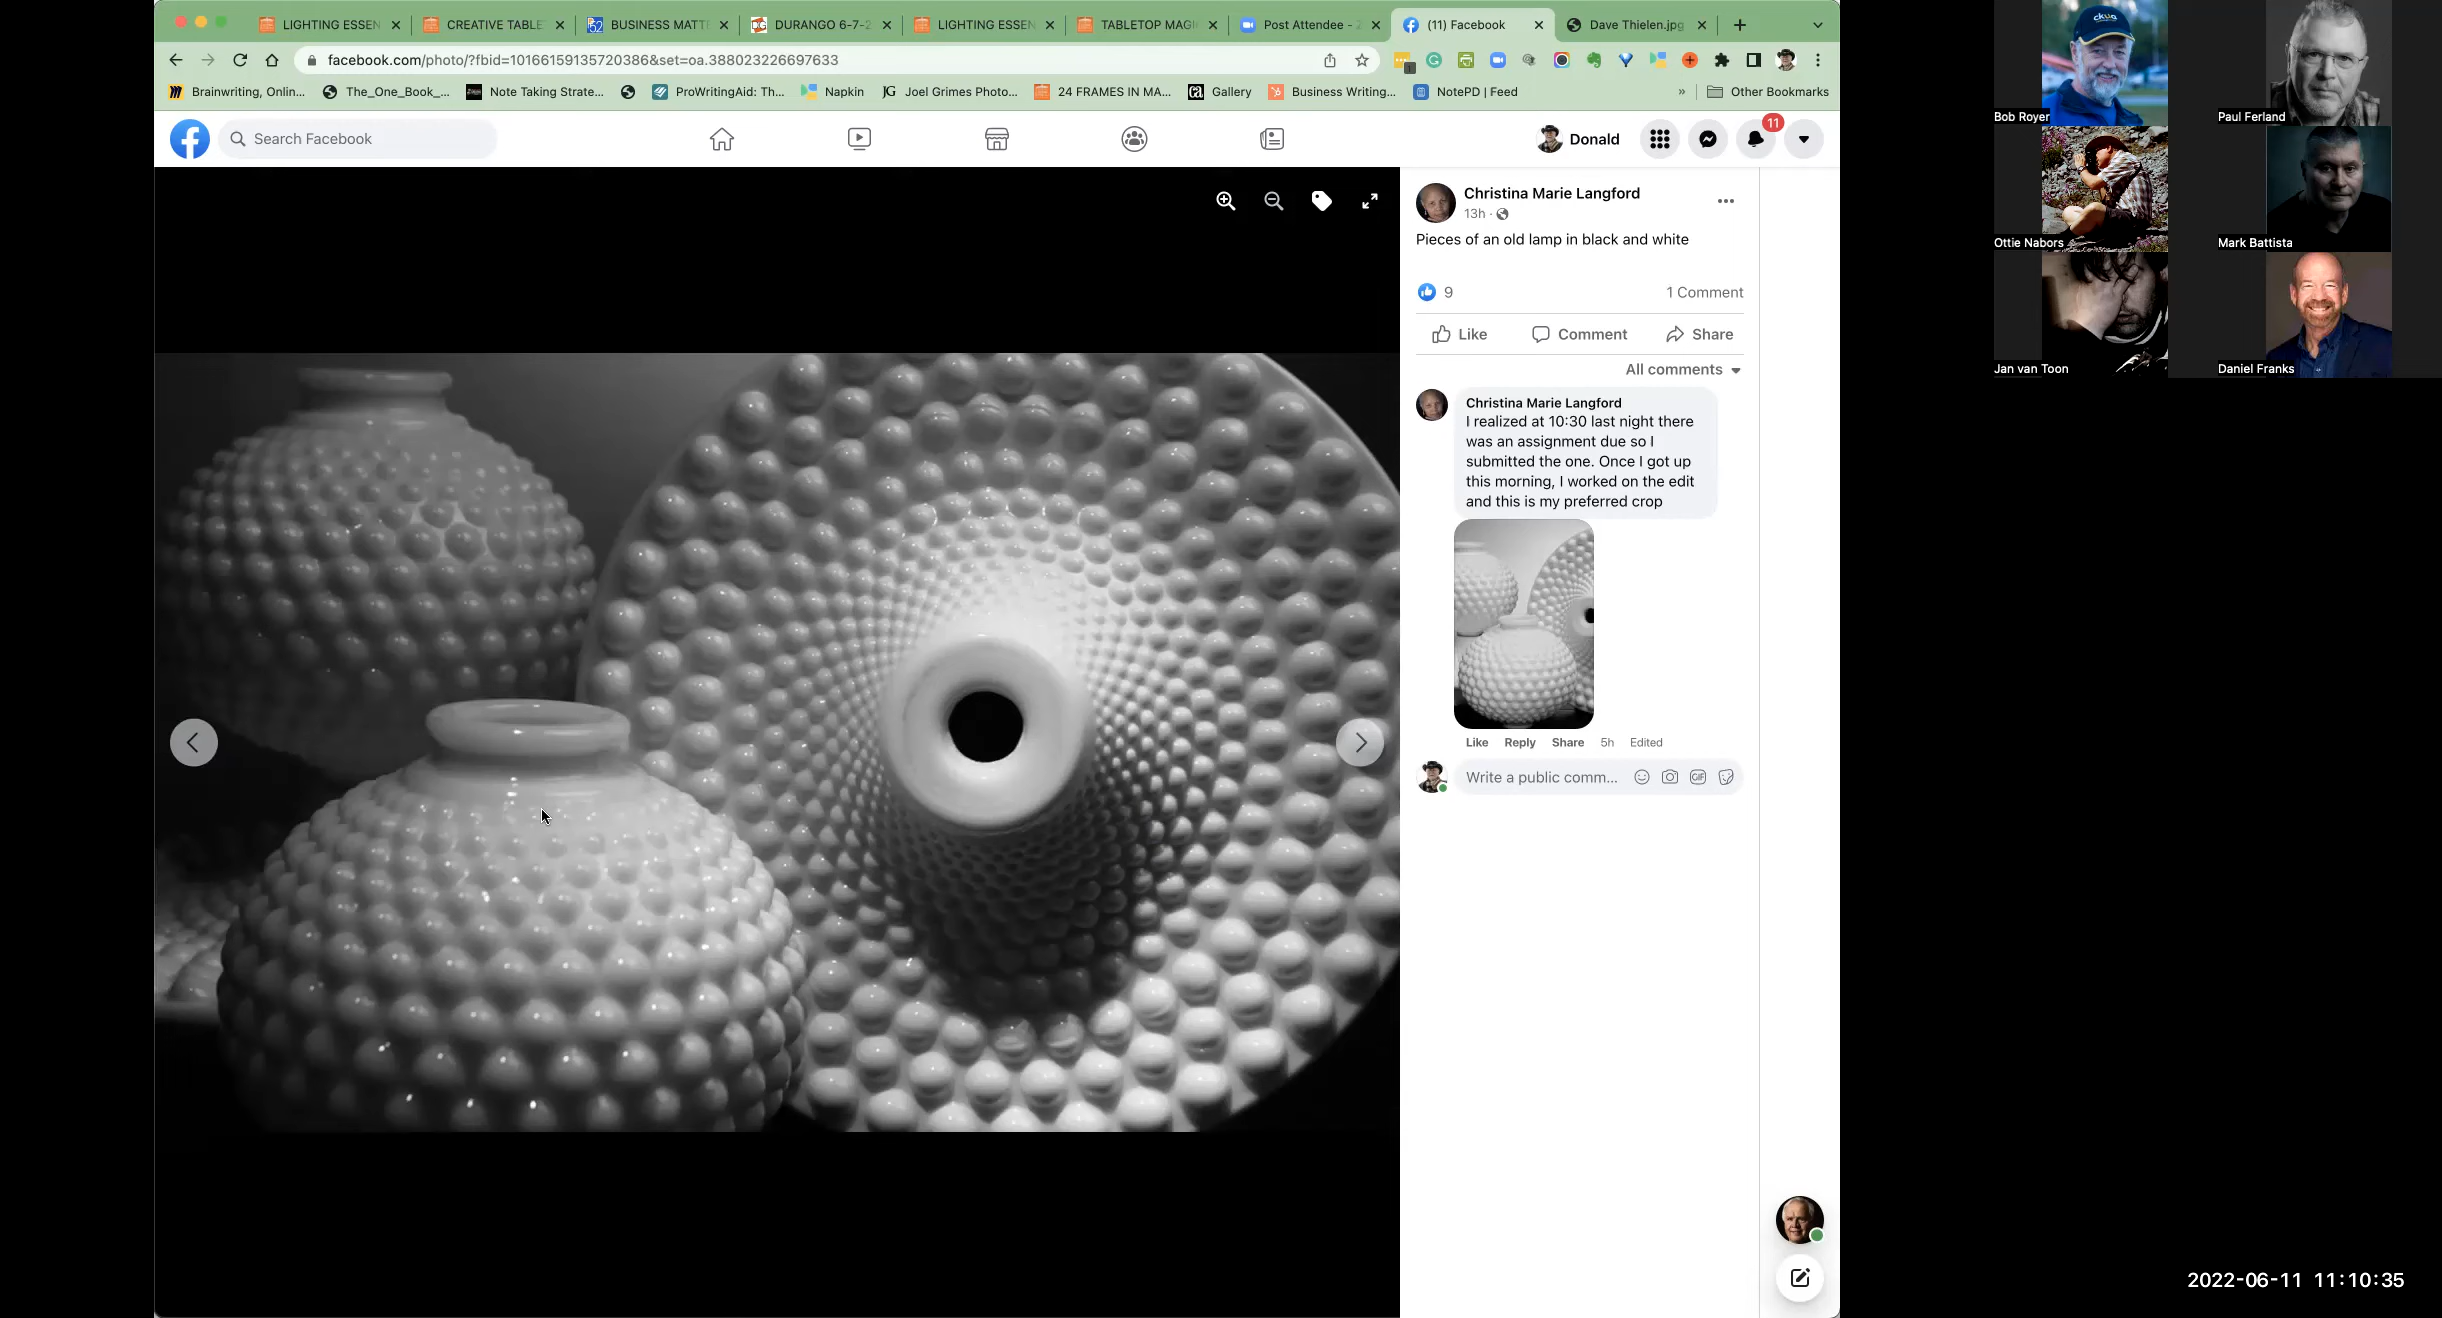 LIGHTING ESSEN
CREATIVE TABLE
BUSINESS MATT
DURANGO 6-7-2
LIGHTING ESSEN
TABLETOP MAGI
Post Attendee - Z
(11) Facebook
Dave Thielen.jpg
facebook.com/photo/?fbid=10166159135720386&set=oa.388023226697633
Brainwriting, Onlin...
The_One_Book_...
Note Taking Strate...
ProWritingAid: Th...
Napkin
JG
Joel Grimes Photo...
24 FRAMES IN MA...
Gallery
Business Writing...
NotePD | Feed
»
Other Bookmarks
Search Facebook
Donald
11
Christina Marie Langford
13h ·
Pieces of an old lamp in black and white
9
1 Comment
Like
Comment
Share
All comments
Christina Marie Langford
I realized at 10:30 last night there
was an assignment due so I
submitted the one. Once I got up
this morning, I worked on the edit
and this is my preferred crop
Like Reply Share 5h Edited
Write a public comm...
GIF
Bob Royer
Paul Ferland
Ottie Nabors
Mark Battista
Jan van Toon
Daniel Franks
2022-06-11 11:10:35